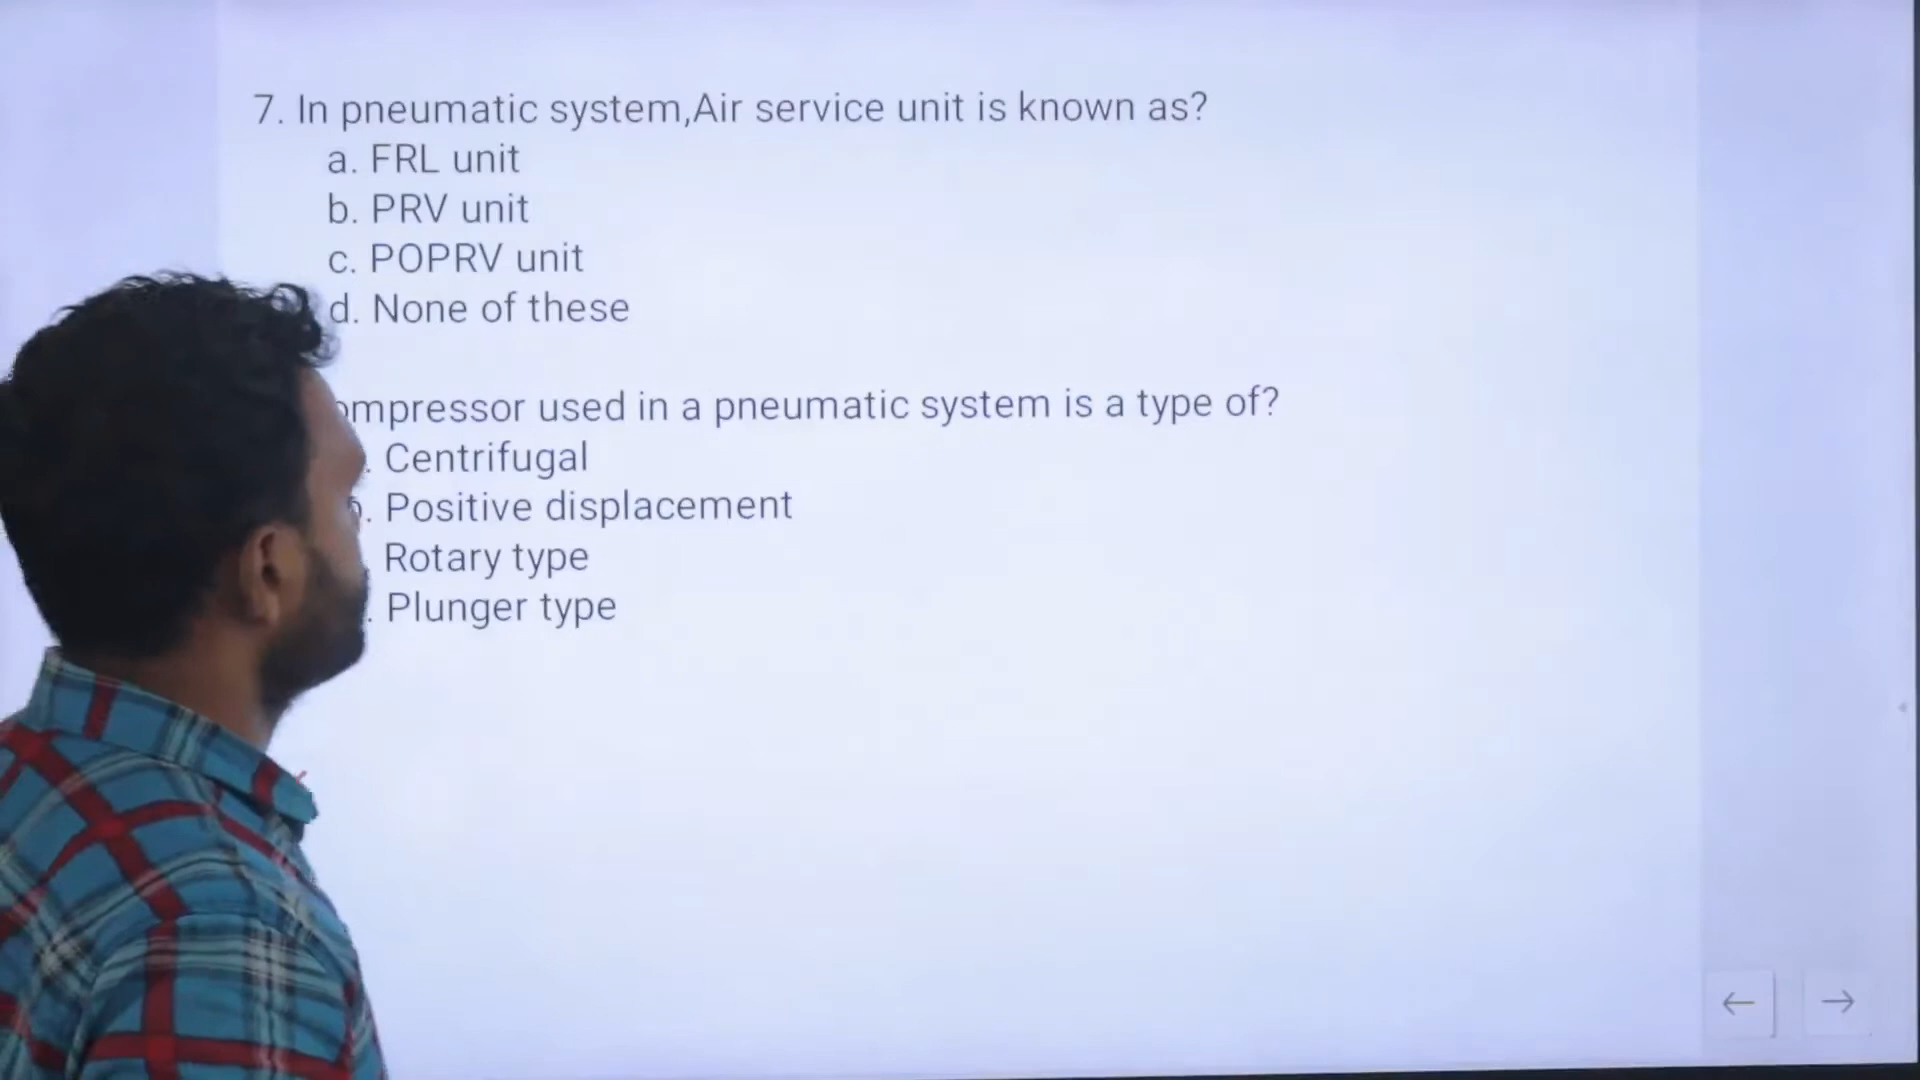 7. In pneumatic system,Air service unit is known as?
a. FRL unit
b. PRV unit
c. POPRV unit
d. None of these
used in a pneumatic system is a type of?
Centrifugal
Positive displacement
Rotary type
Plunger type